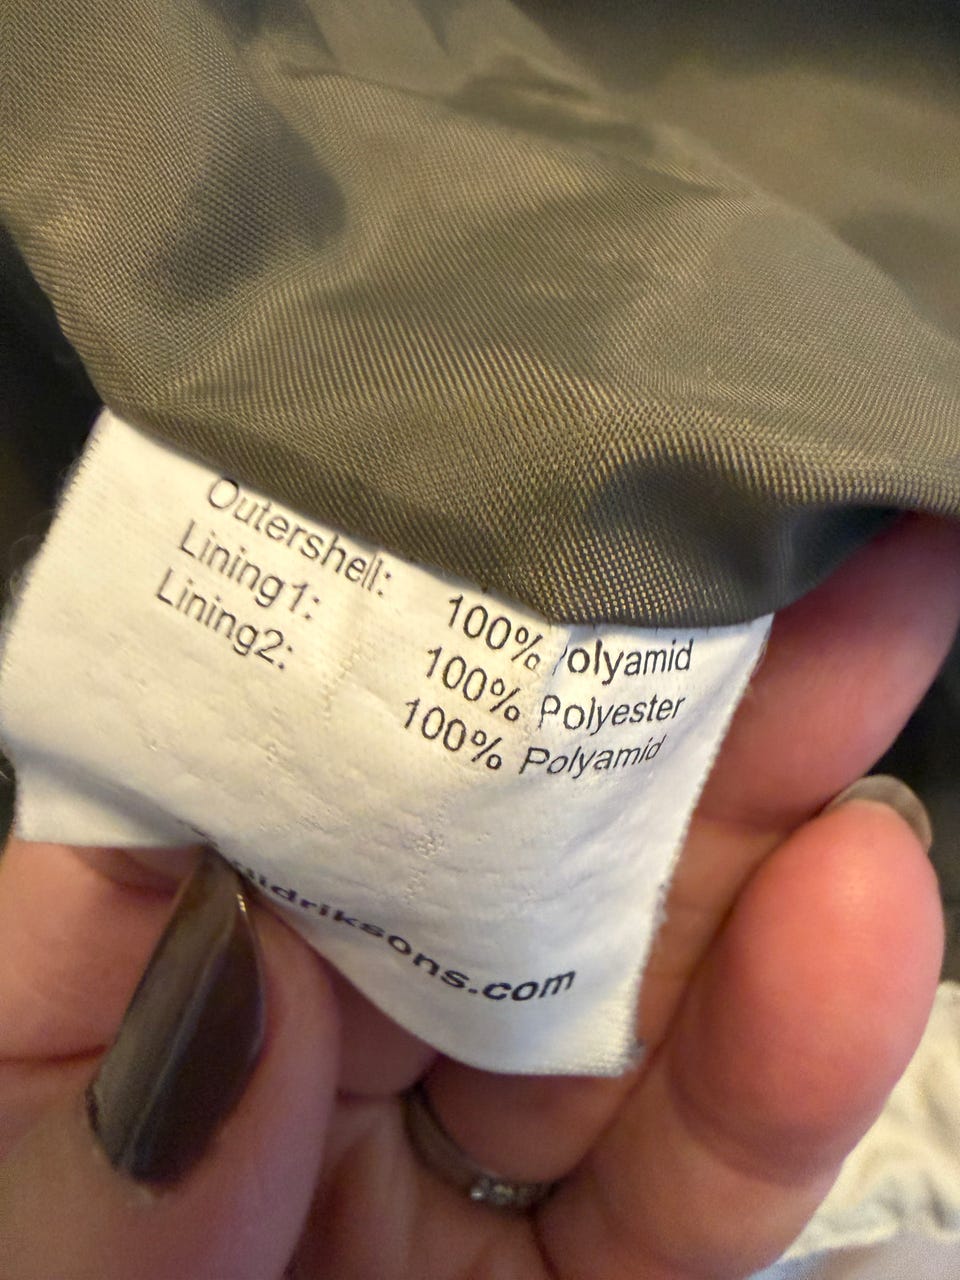 Outershell: 100% Polyamid
Lining1: 100% Polyester
Lining2: 100% Polyamid